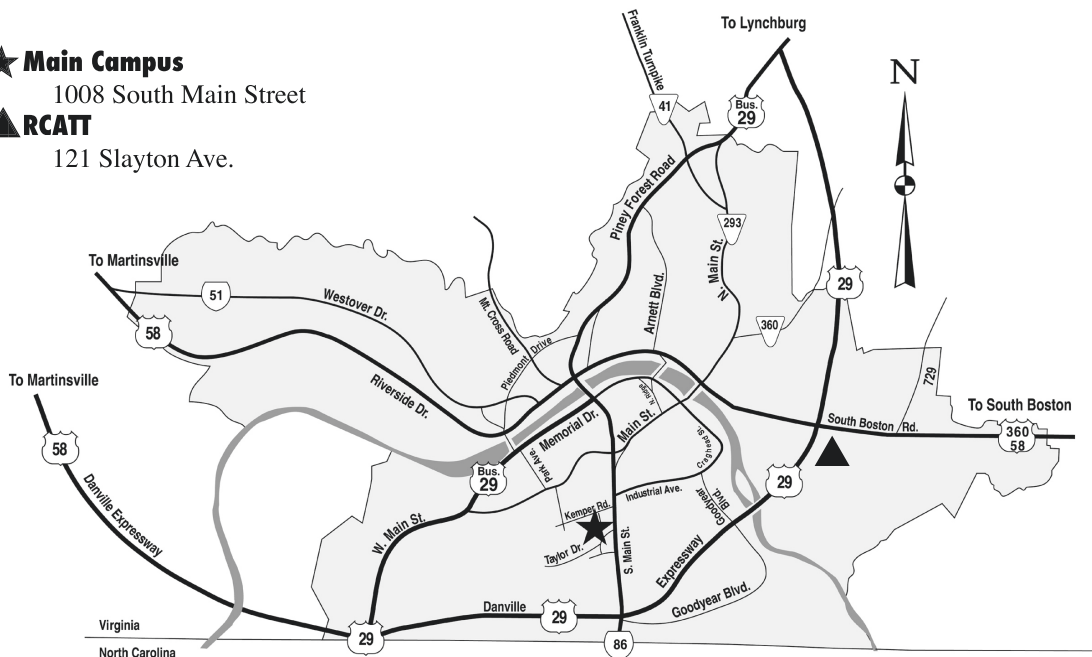 Main Campus
1008 South Main Street
RCATT
121 Slayton Ave.
To Lynchburg
Franklin Turnpike
41
Bus.
29
N
Piney Forest Road
293
N. Main St.
To Martinsville
51
Westover Dr.
58
Mt. Cross Road
Piedmont Drive
Arnett Blvd.
360
29
729
To Martinsville
Riverside Dr.
58
Memorial Dr.
N. Ridge
Main St.
South Boston Rd.
To South Boston
360
58
Bus.
29
Park Ave.
Craghead St.
Danville Expressway
W. Main St.
Kemper Rd.
Industrial Ave.
Goodyear
Blvd.
29
Taylor Dr.
S. Main St.
Expressway
Goodyear Blvd.
Danville
29
Virginia
North Carolina
29
86